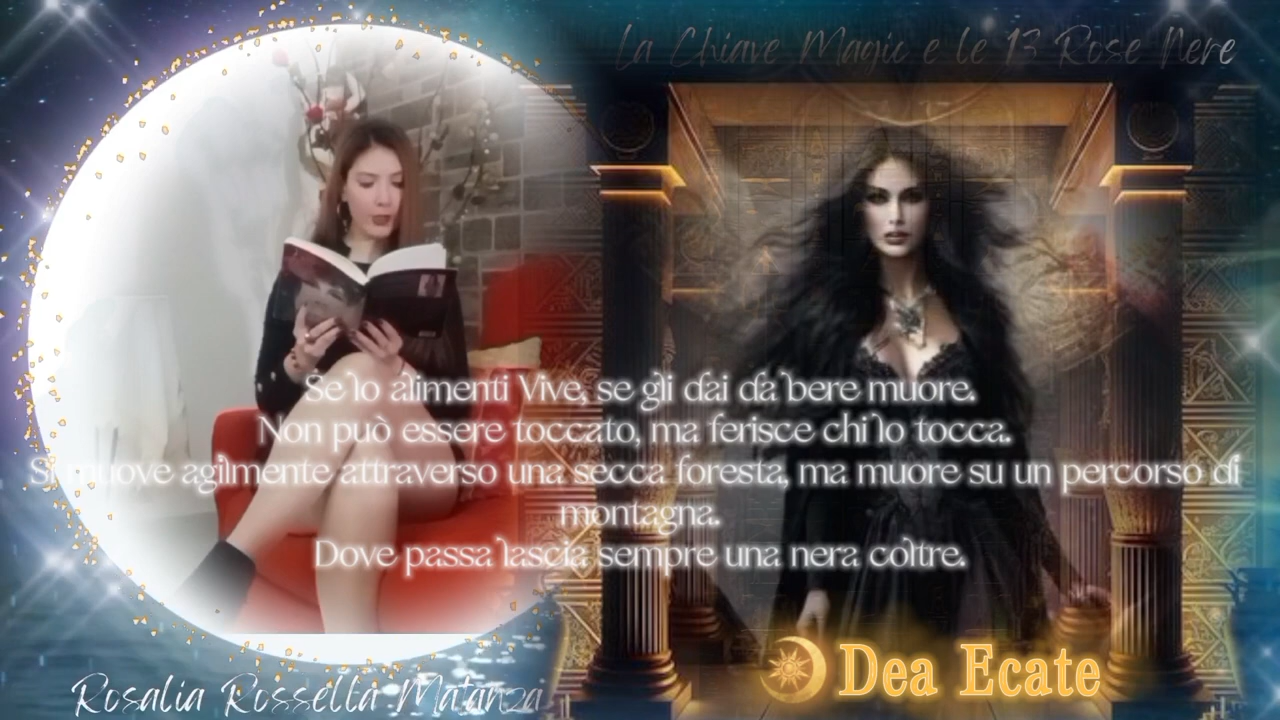 La Chiave Magic e le 13 Rose Nere
Se lo alimenti Vive, se gli dai da bere muore.
Non può essere toccato, ma ferisce chi lo tocca.
Si muove agilmente attraverso una secca foresta, ma muore su un percorso di
montagna.
Dove passa lascia sempre una nera coltre.
Dea Ecate
Rosalia Rossella Matanza